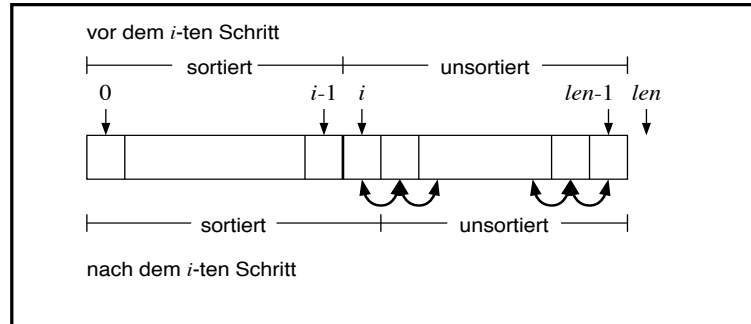 vor dem i-ten Schritt
sortiert unsortiert
0 i-1 i len-1 len
sortiert unsortiert
nach dem i-ten Schritt